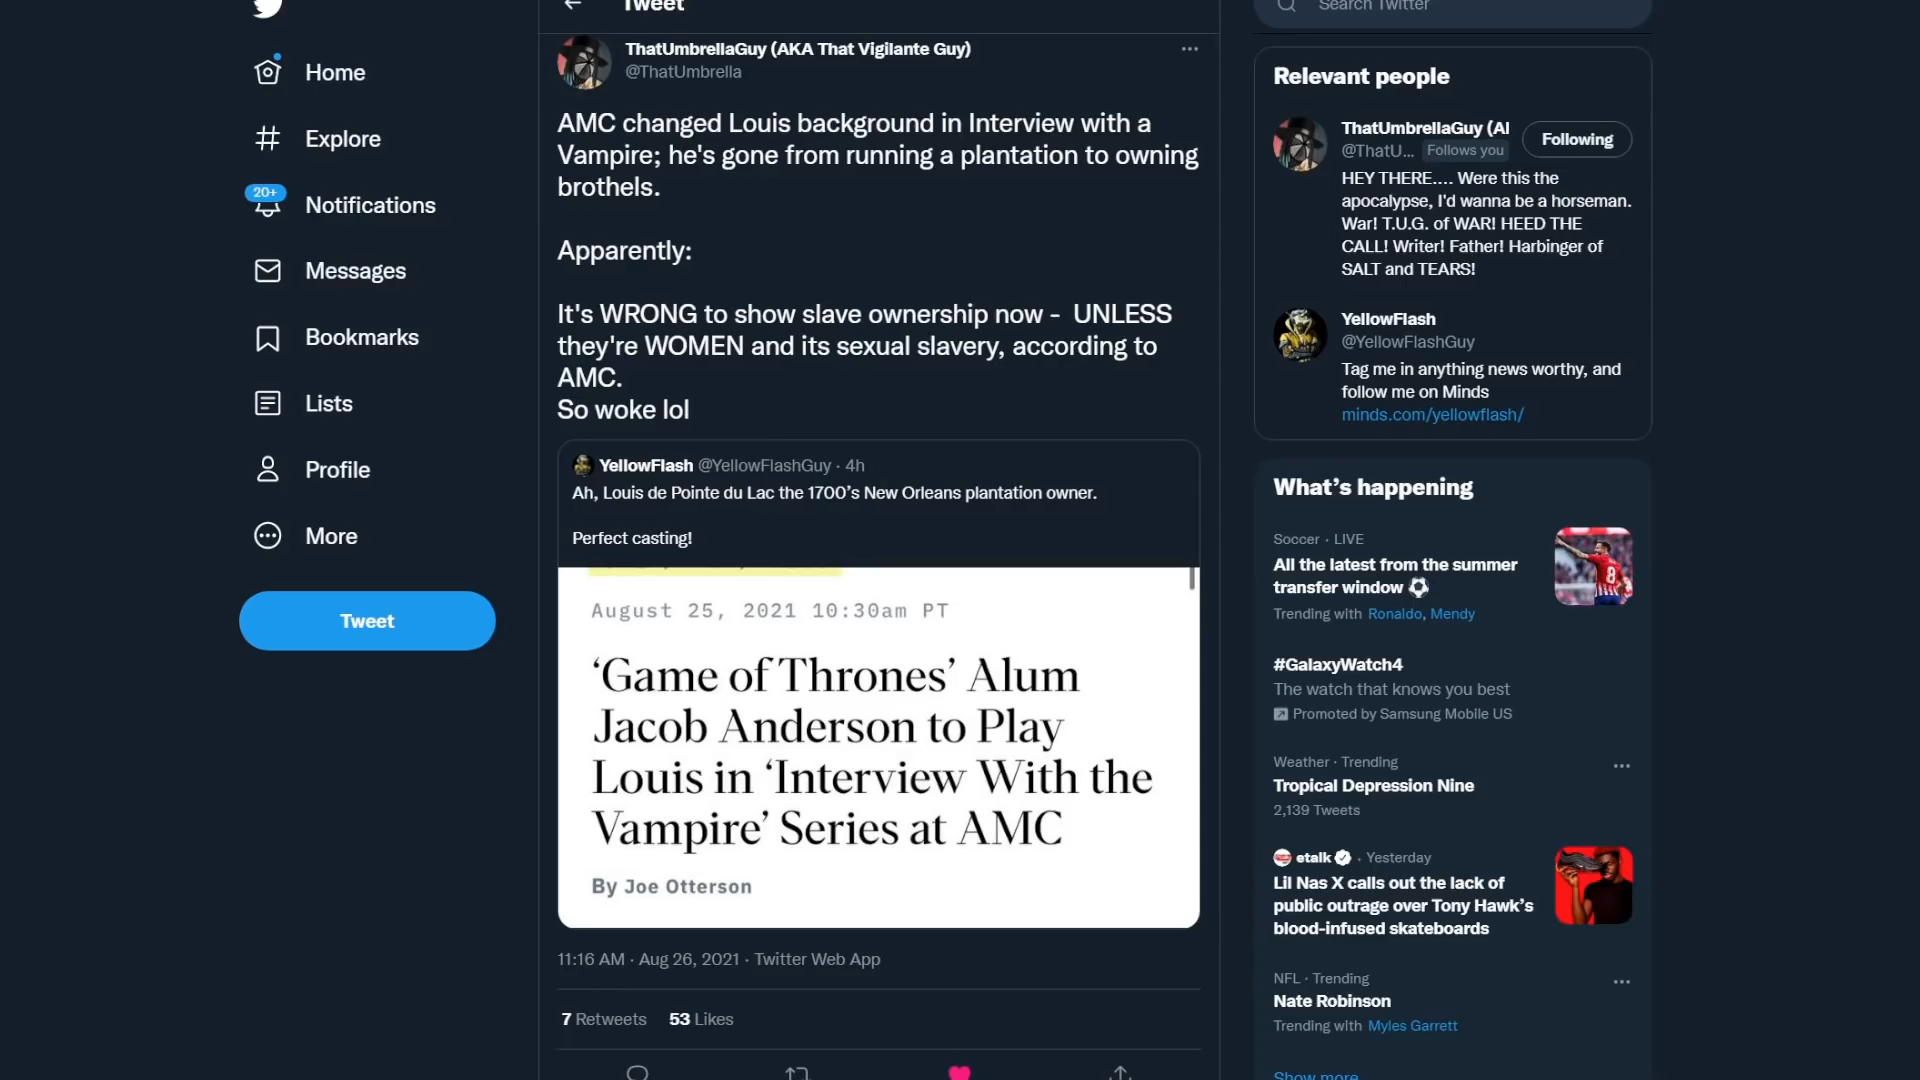 Tweet
Search Twitter
Home
Explore
20+
Notifications
Messages
Bookmarks
Lists
Profile
More
Tweet
ThatUmbrellaGuy (AKA That Vigilante Guy)
@ThatUmbrella
AMC changed Louis background in Interview with a
Vampire; he's gone from running a plantation to owning
brothels.
Apparently:
It's WRONG to show slave ownership now -  UNLESS
they're WOMEN and its sexual slavery, according to
AMC.
So woke lol
YellowFlash @YellowFlashGuy · 4h
Ah, Louis de Pointe du Lac the 1700's New Orleans plantation owner.
Perfect casting!
August 25, 2021 10:30am PT
‘Game of Thrones’ Alum
Jacob Anderson to Play
Louis in ‘Interview With the
Vampire’ Series at AMC
By Joe Otterson
11:16 AM · Aug 26, 2021 · Twitter Web App
7 Retweets 53 Likes
Relevant people
ThatUmbrellaGuy (Al
@ThatU... Follows you
Following
HEY THERE.... Were this the
apocalypse, I'd wanna be a horseman.
War! T.U.G. of WAR! HEED THE
CALL! Writer! Father! Harbinger of
SALT and TEARS!
YellowFlash
@YellowFlashGuy
Tag me in anything news worthy, and
follow me on Minds
minds.com/yellowflash/
What's happening
Soccer · LIVE
All the latest from the summer
transfer window ⚽
Trending with Ronaldo, Mendy
8
#GalaxyWatch4
The watch that knows you best
Promoted by Samsung Mobile US
Weather · Trending
Tropical Depression Nine
2,139 Tweets
etalk · Yesterday
Lil Nas X calls out the lack of
public outrage over Tony Hawk's
blood-infused skateboards
NFL · Trending
Nate Robinson
Trending with Myles Garrett
Show more